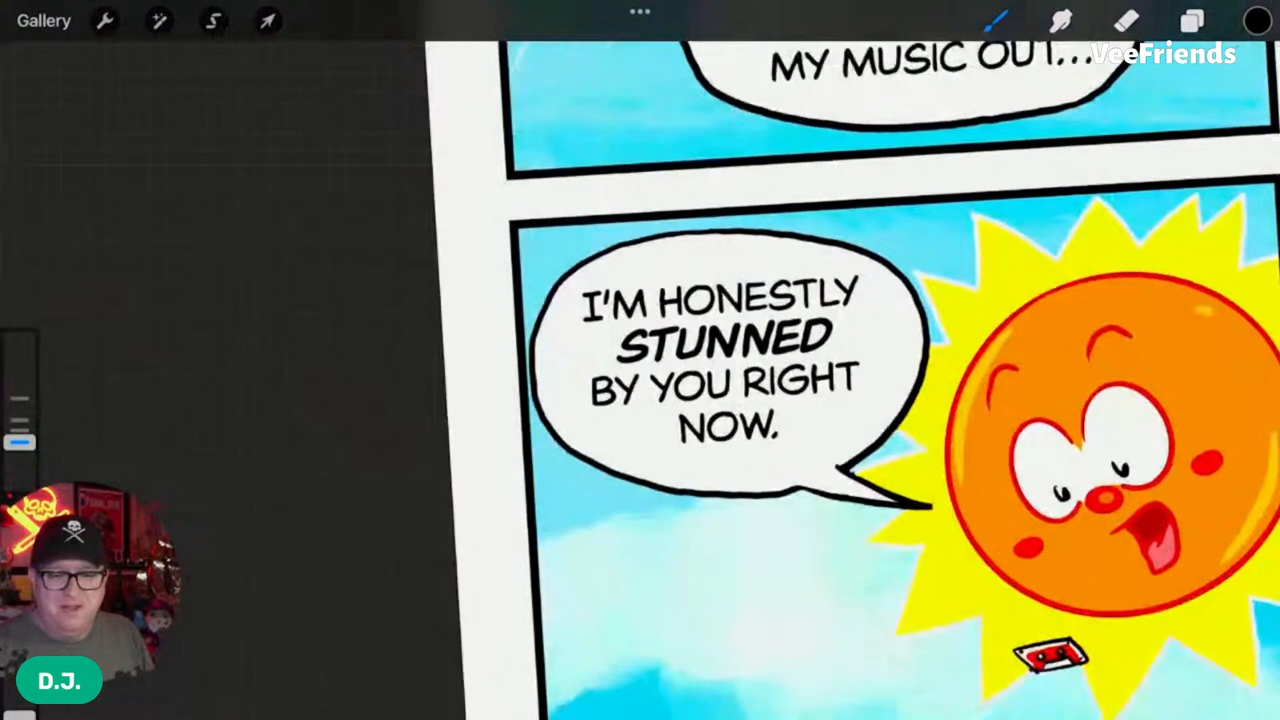 Gallery
VeeFriends
MY MUSIC OUT...
I'M HONESTLY
STUNNED
BY YOU RIGHT
NOW.
D.J.